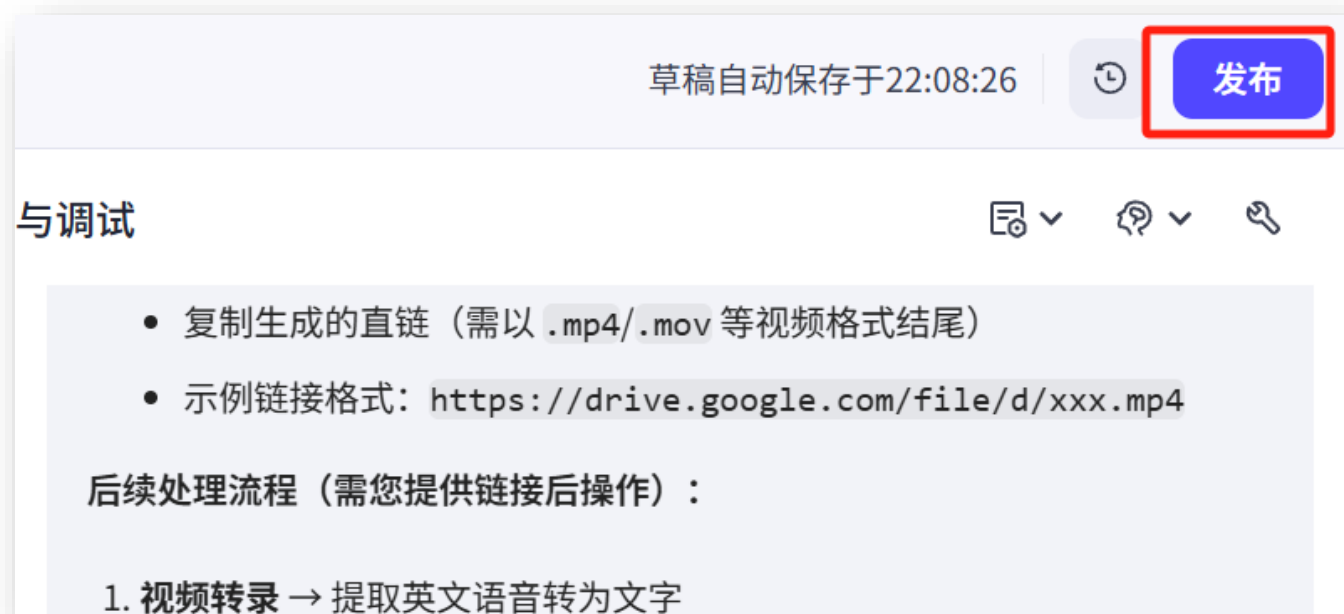 草稿自动保存于22:08:26
发布
与调试
• 复制生成的直链（需以 .mp4/.mov 等视频格式结尾）
• 示例链接格式：https://drive.google.com/file/d/xxx.mp4
后续处理流程（需您提供链接后操作）：
1. 视频转录 → 提取英文语音转为文字